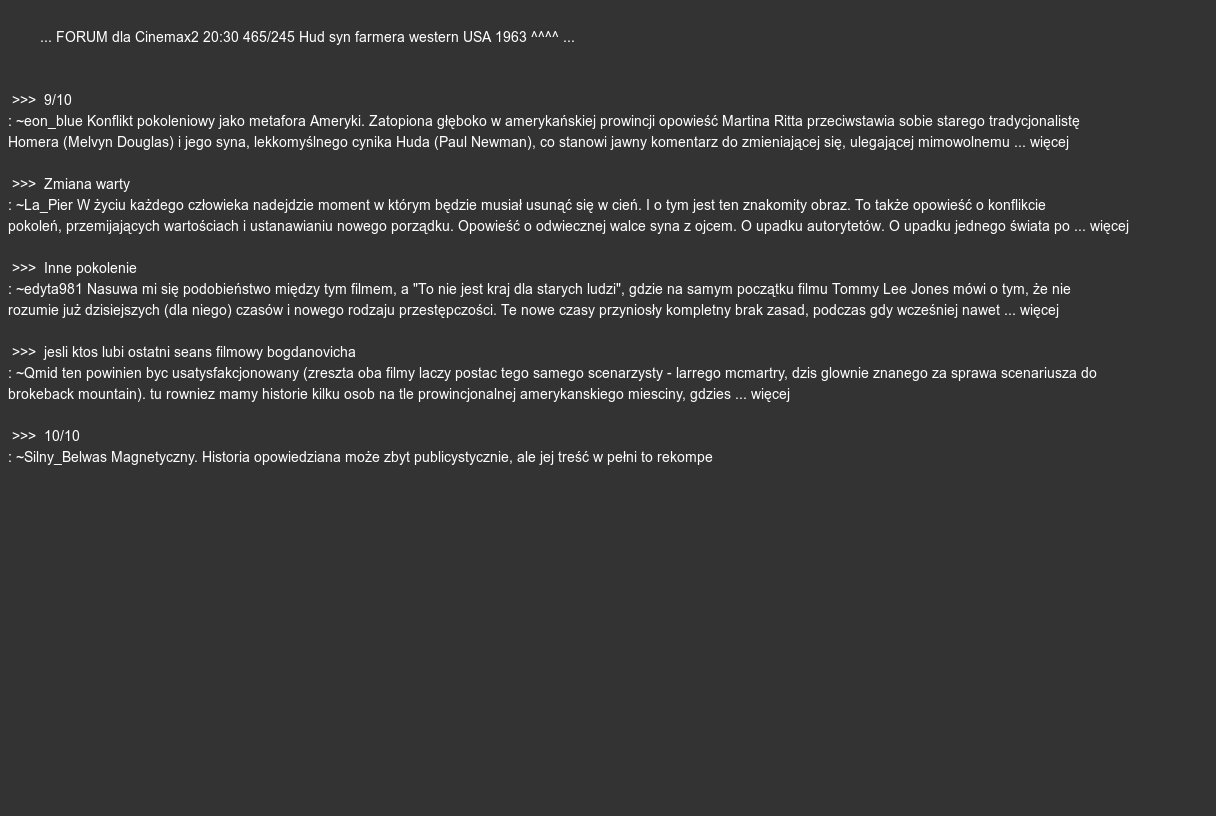 ... FORUM dla Cinemax2 20:30 465/245 Hud syn farmera western USA 1963 ^^^^ ...
>>> 9/10
: ~eon_blue Konflikt pokoleniowy jako metafora Ameryki. Zatopiona głęboko w amerykańskiej prowincji opowieść Martina Ritta przeciwstawia sobie starego tradycjonalistę
Homera (Melvyn Douglas) i jego syna, lekkomyślnego cynika Huda (Paul Newman), co stanowi jawny komentarz do zmieniającej się, ulegającej mimowolnemu ... więcej
>>> Zmiana warty
: ~La_Pier W życiu każdego człowieka nadejdzie moment w którym będzie musiał usunąć się w cień. I o tym jest ten znakomity obraz. To także opowieść o konflikcie
pokoleń, przemijających wartościach i ustanawianiu nowego porządku. Opowieść o odwiecznej walce syna z ojcem. O upadku autorytetów. O upadku jednego świata po ... więcej
>>> Inne pokolenie
: ~edyta981 Nasuwa mi się podobieństwo między tym filmem, a "To nie jest kraj dla starych ludzi", gdzie na samym początku filmu Tommy Lee Jones mówi o tym, że nie
rozumie już dzisiejszych (dla niego) czasów i nowego rodzaju przestępczości. Te nowe czasy przyniosły kompletny brak zasad, podczas gdy wcześniej nawet ... więcej
>>> jesli ktos lubi ostatni seans filmowy bogdanovicha
: ~Qmid ten powinien byc usatysfakcjonowany (zreszta oba filmy laczy postac tego samego scenarzysty - larrego mcmartry, dzis glownie znanego za sprawa scenariusza do
brokeback mountain). tu rowniez mamy historie kilku osob na tle prowincjonalnej amerykanskiego miesciny, gdzies ... więcej
>>> 10/10
: ~Silny_Belwas Magnetyczny. Historia opowiedziana może zbyt publicystycznie, ale jej treść w pełni to rekompe